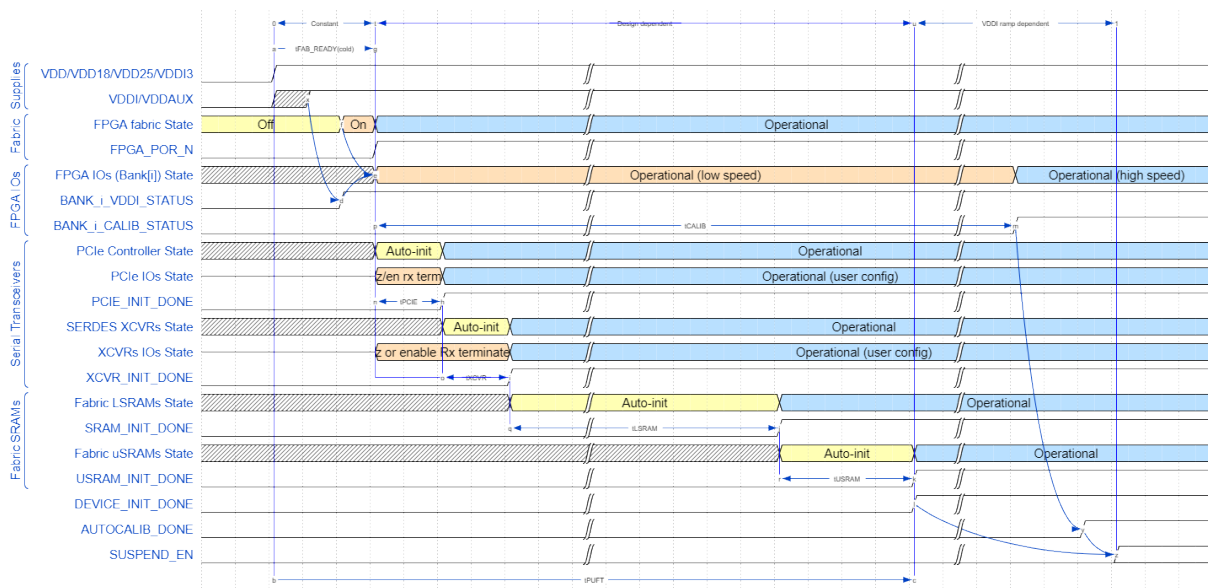 Constant
Design dependent
VDDI ramp dependent
tFAB_READY(cold)
Supplies
VDD/VDD18/VDD25/VDDI3
VDDI/VDDAUX
Fabric
FPGA fabric State
Off
On
Operational
FPGA_POR_N
FPGA IOs
FPGA IOs (Bank[i]) State
Operational (low speed)
Operational (high speed)
BANK_i_VDDI_STATUS
BANK_i_CALIB_STATUS
tCALIB
Serial Transceivers
PCIe Controller State
Auto-init
Operational
PCIe IOs State
z/en rx term
Operational (user config)
PCIE_INIT_DONE
tPCIE
SERDES XCVRs State
Auto-init
Operational
XCVRs IOs State
z or enable Rx terminate
Operational (user config)
XCVR_INIT_DONE
tXCVR
Fabric SRAMs
Fabric LSRAMs State
Auto-init
Operational
SRAM_INIT_DONE
tLSRAM
Fabric uSRAMs State
Auto-init
Operational
USRAM_INIT_DONE
tUSRAM
DEVICE_INIT_DONE
AUTOCALIB_DONE
SUSPEND_EN
b
tPUFT
c